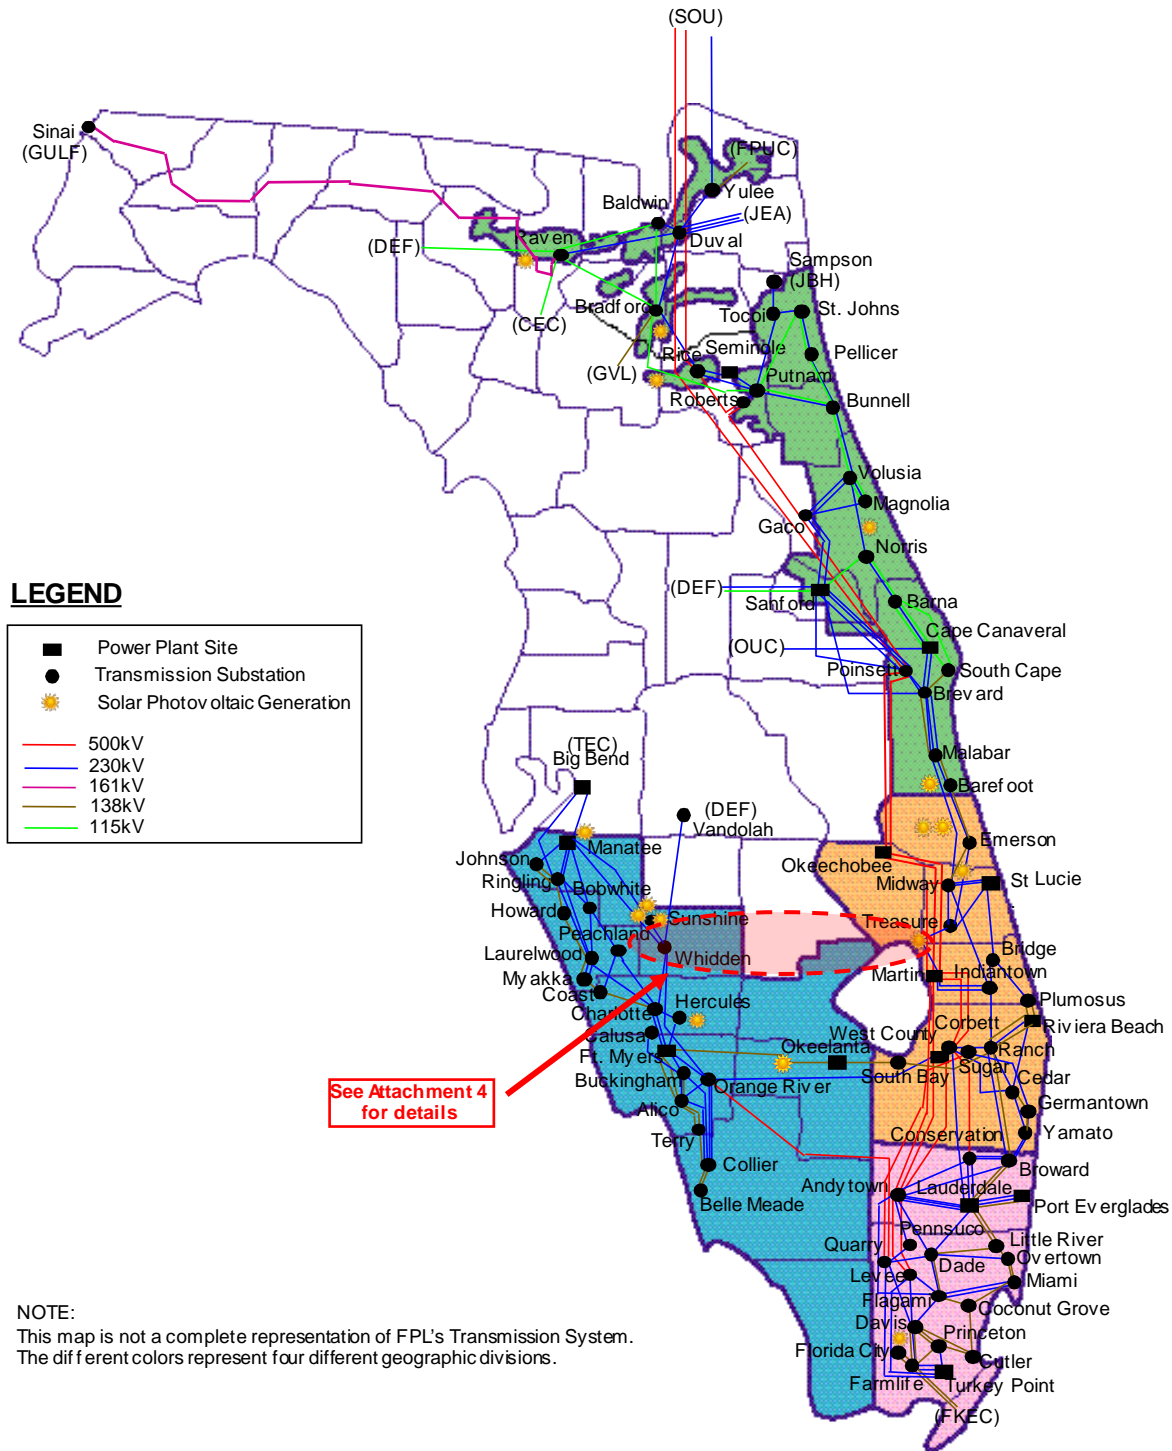 (SOU)
Sinai
(GULF)
(FPUC)
Yulee
Baldwin
(JEA)
Duval
(DEF)
Raven
Sampson
(JBH)
Bradford
Tocoi
St. Johns
(CEC)
Rice
Seminole
Pellicer
(GVL)
Putnam
Roberts
Bunnell
Volusia
Magnolia
Gaco
Norris
LEGEND
(DEF)
Sanford
Barna
Power Plant Site
Transmission Substation
Solar Photovoltaic Generation
Cape Canaveral
(OUC)
Poinsett
South Cape
Brevard
500kV
230kV
161kV
138kV
115kV
(TEC)
Big Bend
Malabar
Barefoot
(DEF)
Vandolah
Manatee
Emerson
Johnson
Okeechobee
Ringling
Bobwhite
Midway
St Lucie
Howard
Sunshine
Treasure
Peachland
Laurelwood
Whidden
Bridge
Myakka
Martin
Indiantown
Coast
Hercules
Plumosus
Charlotte
West County
Corbett
Riviera Beach
Calusa
Okeelanta
Ranch
Ft. Myers
Sugar
South Bay
Buckingham
Orange River
Cedar
See Attachment 4
for details
Alico
Germantown
Terry
Conservation
Yamato
Collier
Broward
Andytown
Lauderdale
Belle Meade
Port Everglades
Pennsuco
Quarry
Little River
Dade
Overtown
Levee
Miami
Flagami
Coconut Grove
Davis
Princeton
Florida City
Cutler
Farmlife
Turkey Point
(FKEC)
NOTE:
This map is not a complete representation of FPL's Transmission System.
The different colors represent four different geographic divisions.